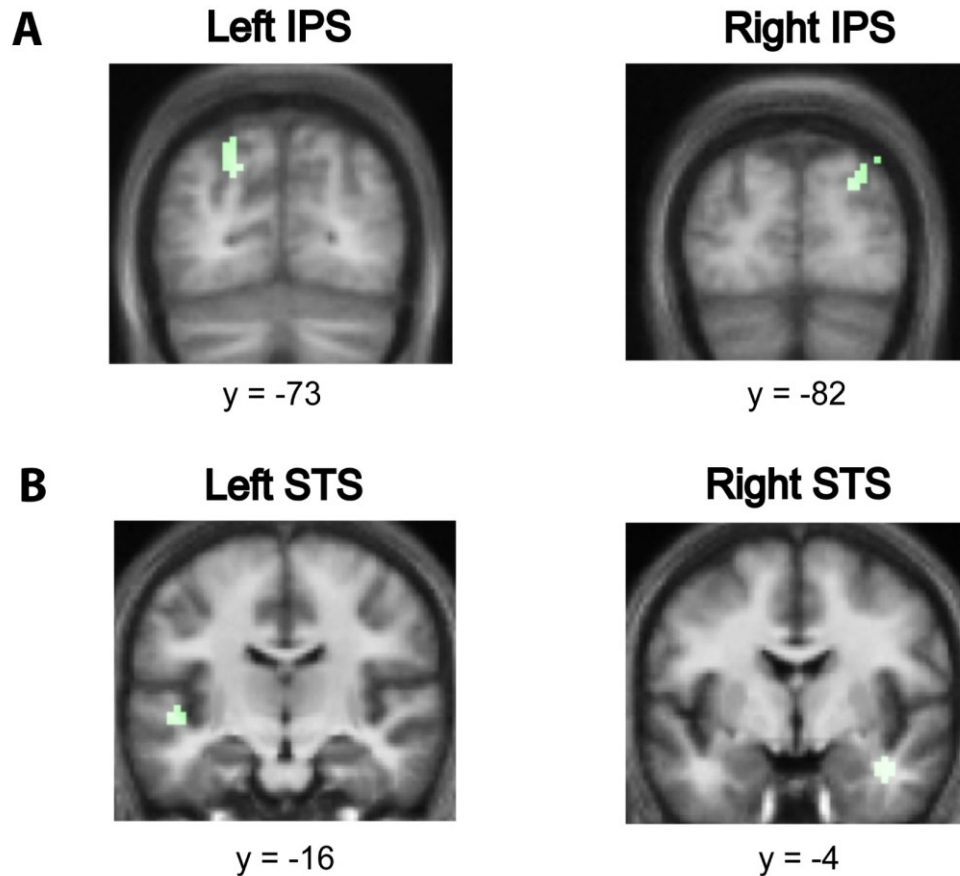 A
Left IPS
Right IPS
y = -73
y = -82
B
Left STS
Right STS
y = -16
y = -4